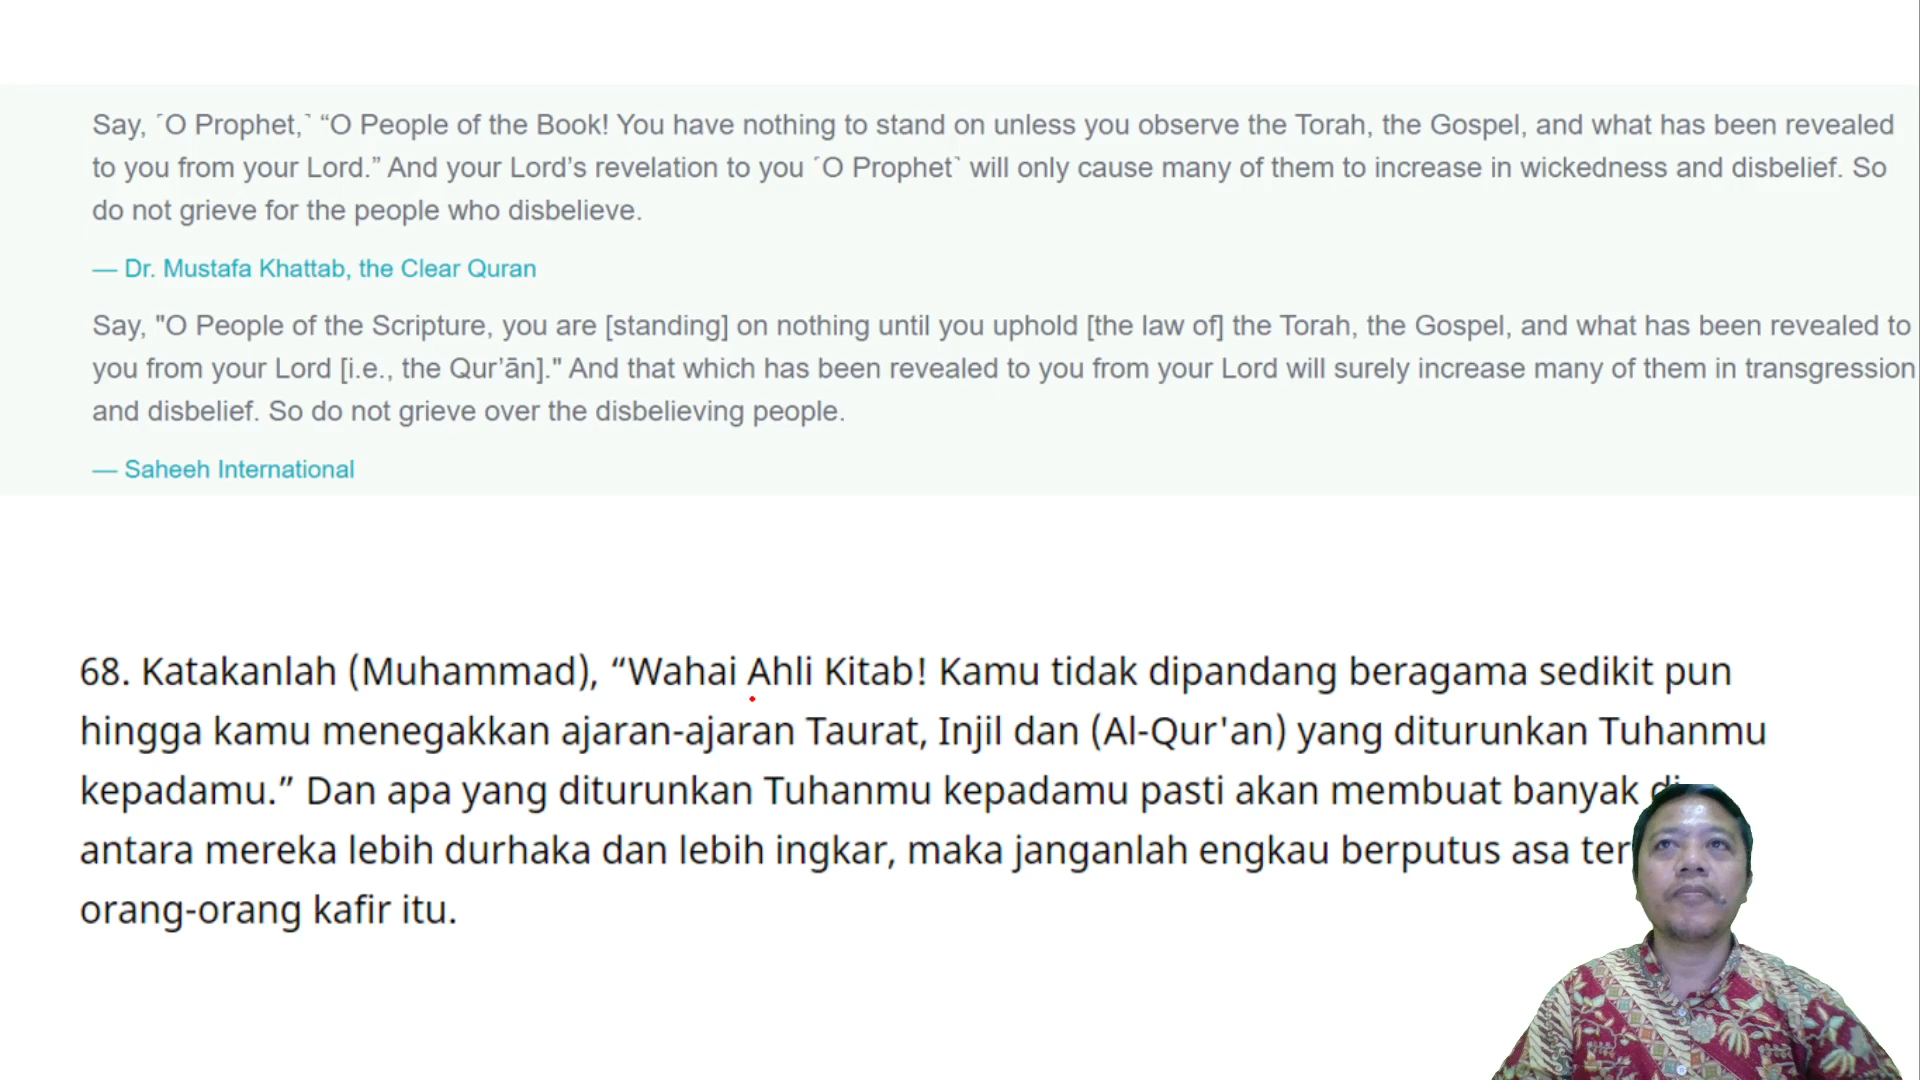 Say, ˹O Prophet,˺ “O People of the Book! You have nothing to stand on unless you observe the Torah, the Gospel, and what has been revealed
to you from your Lord.” And your Lord’s revelation to you ˹O Prophet˺ will only cause many of them to increase in wickedness and disbelief. So
do not grieve for the people who disbelieve.
— Dr. Mustafa Khattab, the Clear Quran
Say, "O People of the Scripture, you are [standing] on nothing until you uphold [the law of] the Torah, the Gospel, and what has been revealed to
you from your Lord [i.e., the Qur’ān]." And that which has been revealed to you from your Lord will surely increase many of them in transgression
and disbelief. So do not grieve over the disbelieving people.
— Saheeh International
68. Katakanlah (Muhammad), “Wahai Ahli Kitab! Kamu tidak dipandang beragama sedikit pun
hingga kamu menegakkan ajaran-ajaran Taurat, Injil dan (Al-Qur'an) yang diturunkan Tuhanmu
kepadamu.” Dan apa yang diturunkan Tuhanmu kepadamu pasti akan membuat banyak di
antara mereka lebih durhaka dan lebih ingkar, maka janganlah engkau berputus asa
orang-orang kafir itu.